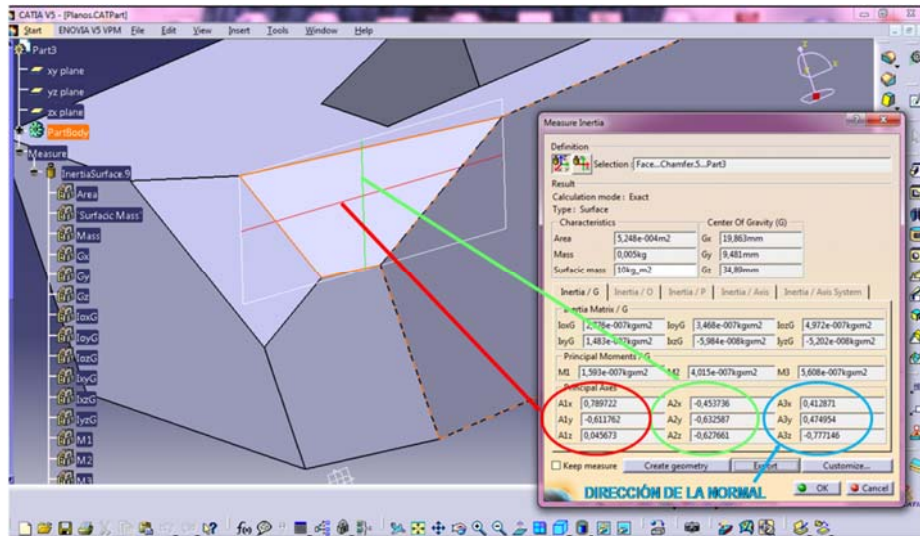 CATIA V5 - [Planos.CATPart]
Start ENOVIA V5 VPM File Edit View Insert Tools Window Help
Part3
xy plane
yz plane
zx plane
PartBody
Measure
InertiaSurface.9
Area
'Surfacic Mass'
Mass
Gx
Gy
Gz
IoxG
IoyG
IozG
IxyG
IxzG
IyzG
M1
M2
M3
Measure Inertia
Definition
Selection : Face...Chamfer.5...Part3
Result
Calculation mode : Exact
Type : Surface
Characteristics Center Of Gravity (G)
Area 5,248e-004m2 Gx 19,863mm
Mass 0,005kg Gy 9,481mm
Surfacic mass 10kg_m2 Gz 34,89mm
Inertia / G Inertia / O Inertia / P Inertia / Axis Inertia / Axis System
Inertia Matrix / G
IoxG 2,776e-007kgxm2 IoyG 3,468e-007kgxm2 IozG 4,972e-007kgxm2
IxyG 1,483e-007kgxm2 IxzG -5,984e-008kgxm2 IyzG -5,202e-008kgxm2
Principal Moments / G
M1 1,593e-007kgxm2 M2 4,015e-007kgxm2 M3 5,608e-007kgxm2
Principal Axes
A1x 0,789722 A2x -0,453736 A3x 0,412871
A1y -0,611762 A2y -0,632587 A3y 0,474954
A1z 0,045673 A2z -0,627661 A3z -0,777146
Keep measure Create geometry Export Customize...
DIRECCIÓN DE LA NORMAL OK Cancel